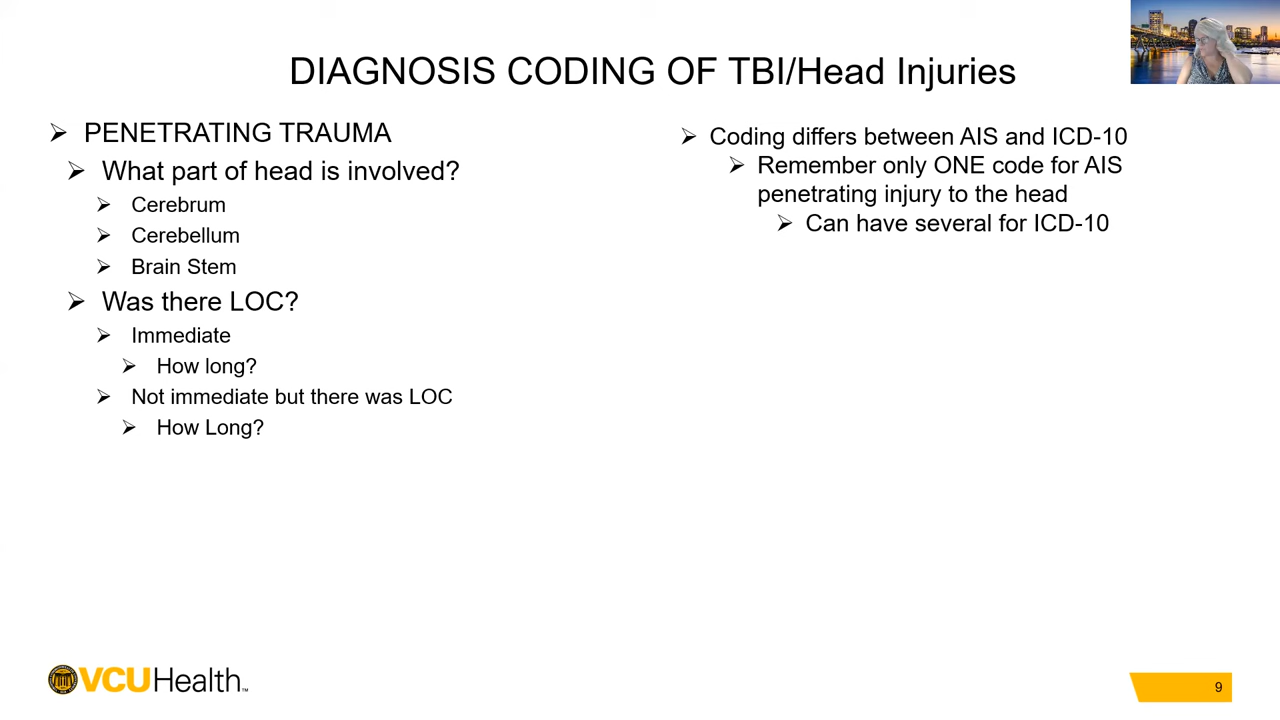 DIAGNOSIS CODING OF TBI/Head Injuries
PENETRATING TRAUMA
What part of head is involved?
Cerebrum
Cerebellum
Brain Stem
Was there LOC?
Immediate
How long?
Not immediate but there was LOC
How Long?
Coding differs between AIS and ICD-10
Remember only ONE code for AIS
penetrating injury to the head
Can have several for ICD-10
VCUHealth™
9